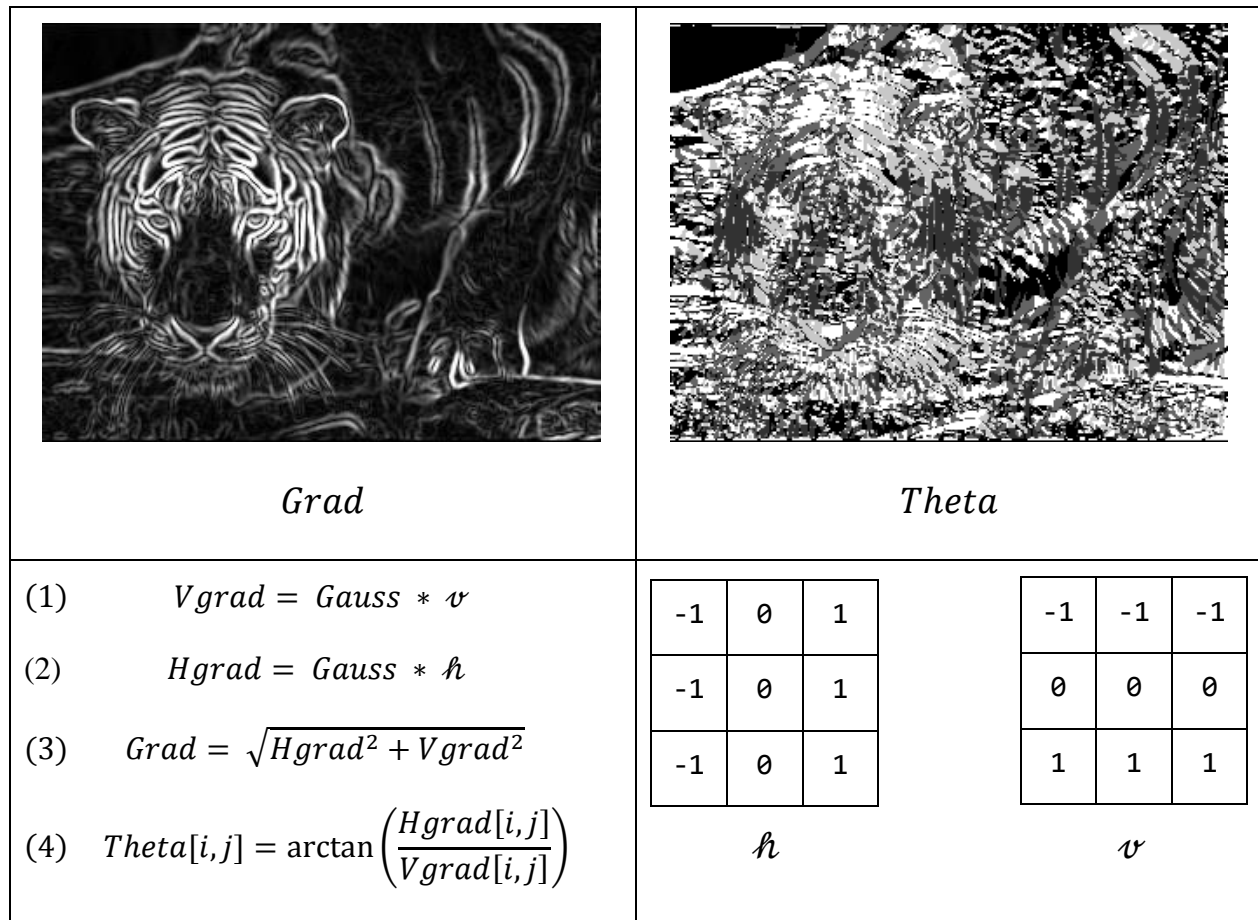 Grad
Theta
(1) Vgrad = Gauss * 𝓋
(2) Hgrad = Gauss * 𝒽
(3) Grad = √(Hgrad² + Vgrad²)
(4) Theta[i,j] = arctan(Hgrad[i,j] / Vgrad[i,j])
-1 0 1
-1 0 1
-1 0 1
𝒽
-1 -1 -1
0 0 0
1 1 1
𝓋